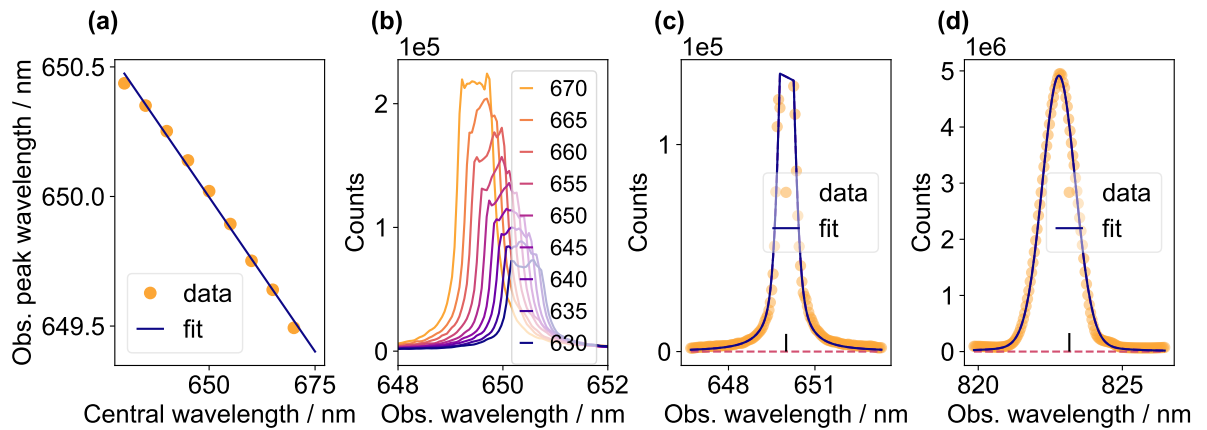 (a)
650.5
650.0
649.5
Obs. peak wavelength / nm
data
fit
650
675
Central wavelength / nm
(b)
1e5
2
1
0
Counts
670
665
660
655
650
645
640
635
630
648
650
652
Obs. wavelength / nm
(c)
1e5
1
0
Counts
data
fit
648
651
Obs. wavelength / nm
(d)
1e6
5
4
3
2
1
0
Counts
data
fit
820
825
Obs. wavelength / nm